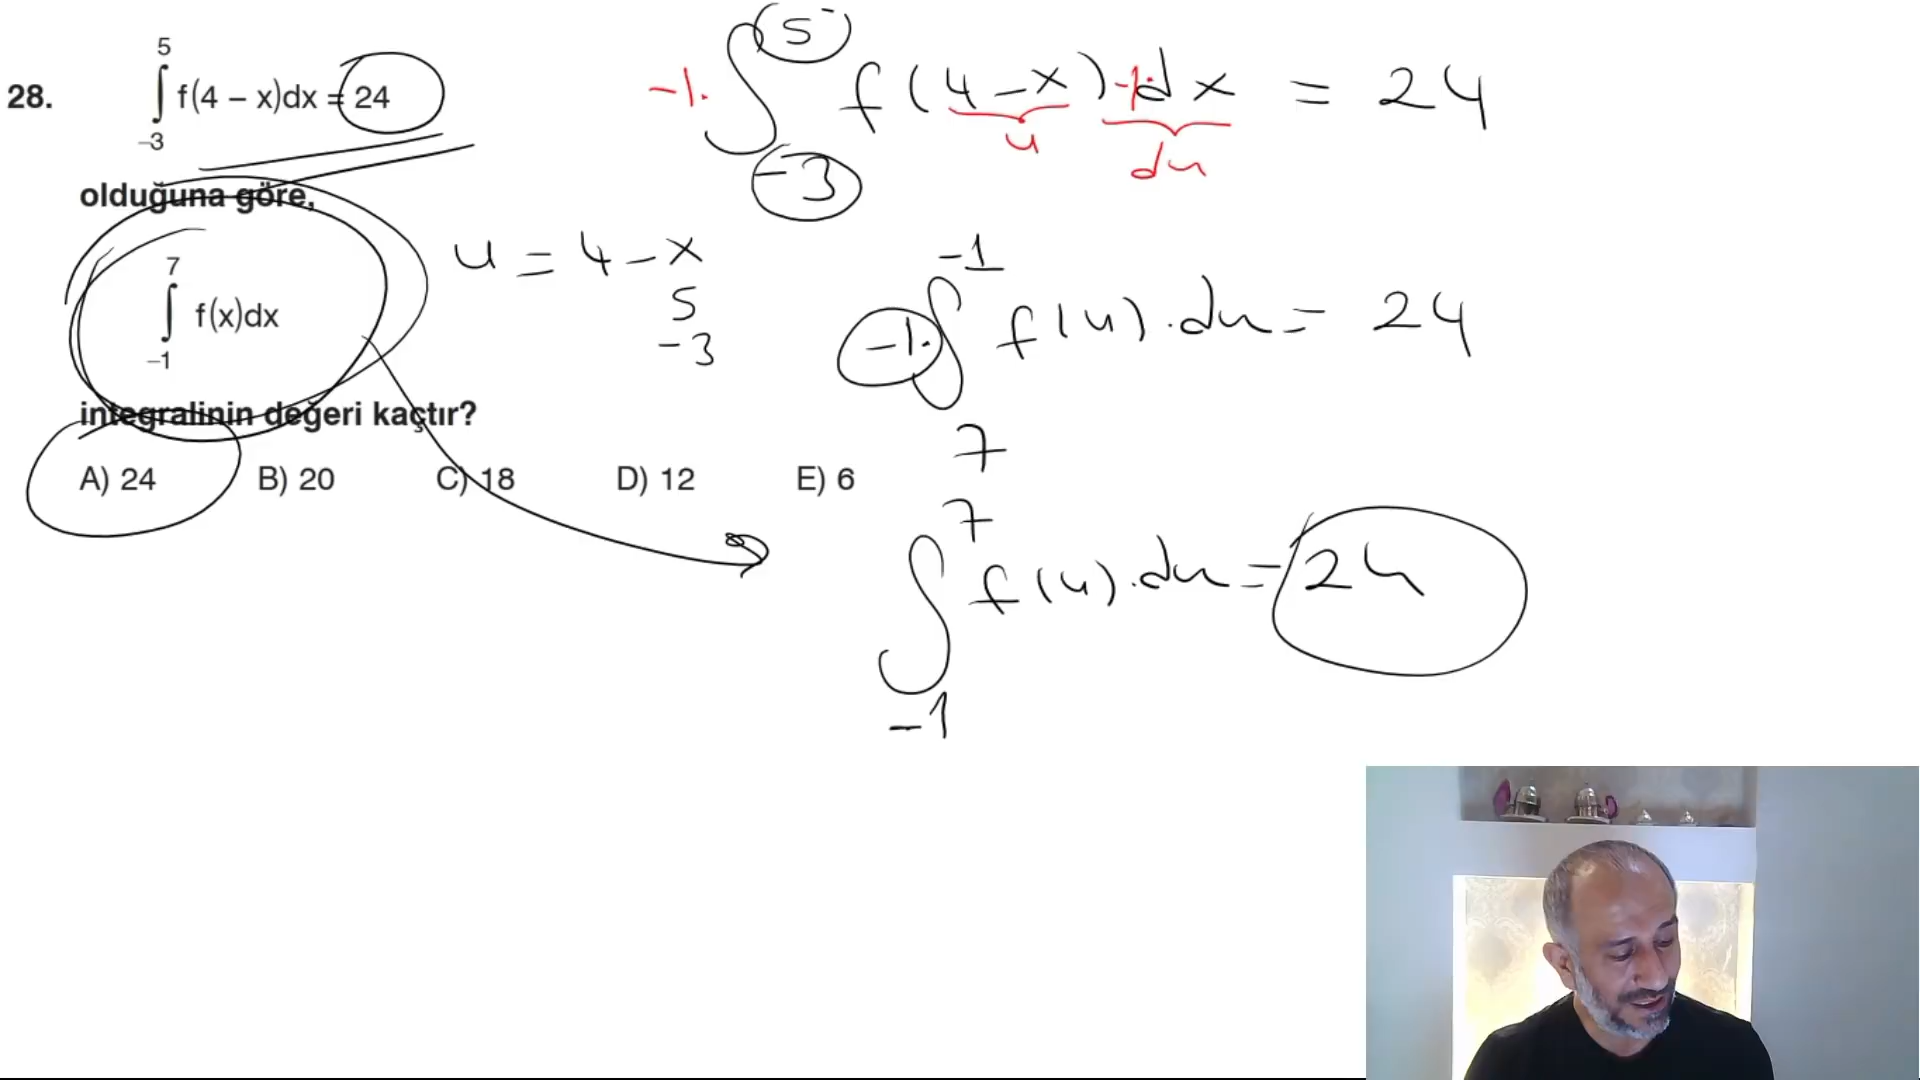 28. ∫₋₃⁵ f(4 – x)dx = 24
olduğuna göre,
∫₋₁⁷ f(x)dx
integralinin değeri kaçtır?
A) 24 B) 20 C) 18 D) 12 E) 6
-1. ∫₋₃⁵ f(4-x) -1. dx = 24
u du
u = 4-x
5
-3
-1. ∫₇⁻¹ f(u).du = 24
∫₋₁⁷ f(u).du = 24